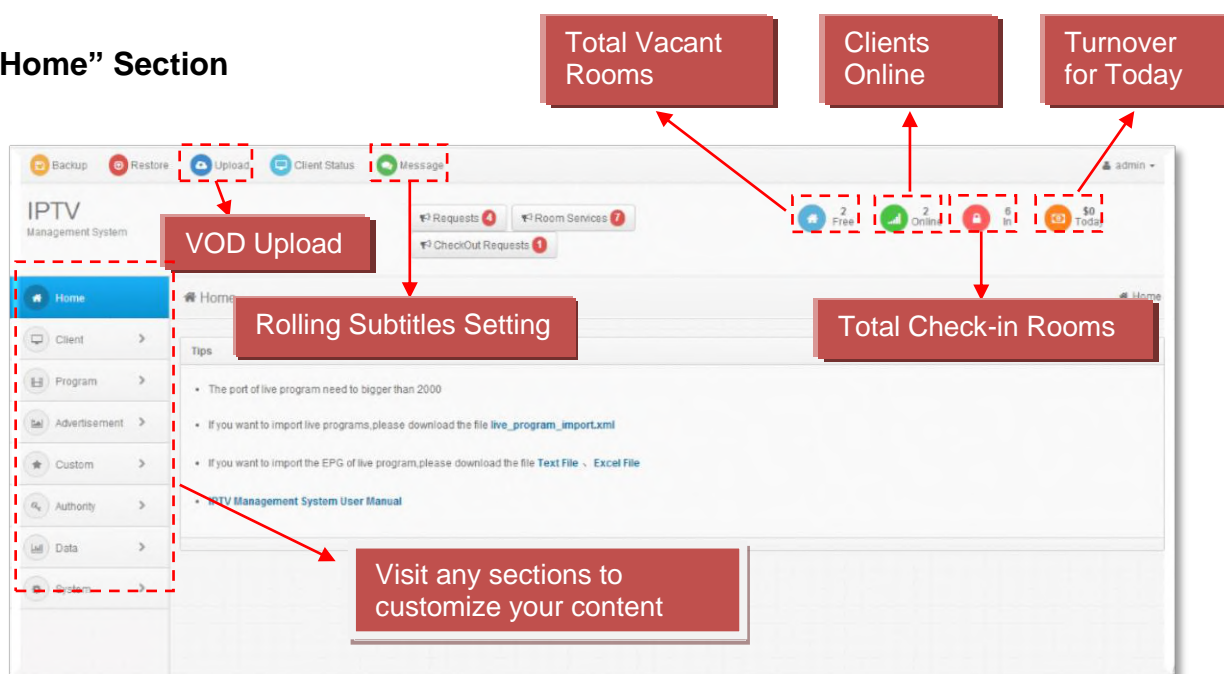 Home” Section
Total Vacant
Rooms
Clients
Online
Turnover
for Today
Backup
Restore
Upload
Client Status
Message
admin
IPTV
Management System
Requests 4
Room Services 7
CheckOut Requests 1
2
Free
2
Online
6
In
$0
Today
VOD Upload
Home
Home
Home
Rolling Subtitles Setting
Total Check-in Rooms
Client
Program
Advertisement
Custom
Authority
Data
System
Tips
The port of live program need to bigger than 2000
If you want to import live programs,please download the file live_program_import.xml
If you want to import the EPG of live program,please download the file Text File 、 Excel File
IPTV Management System User Manual
Visit any sections to
customize your content